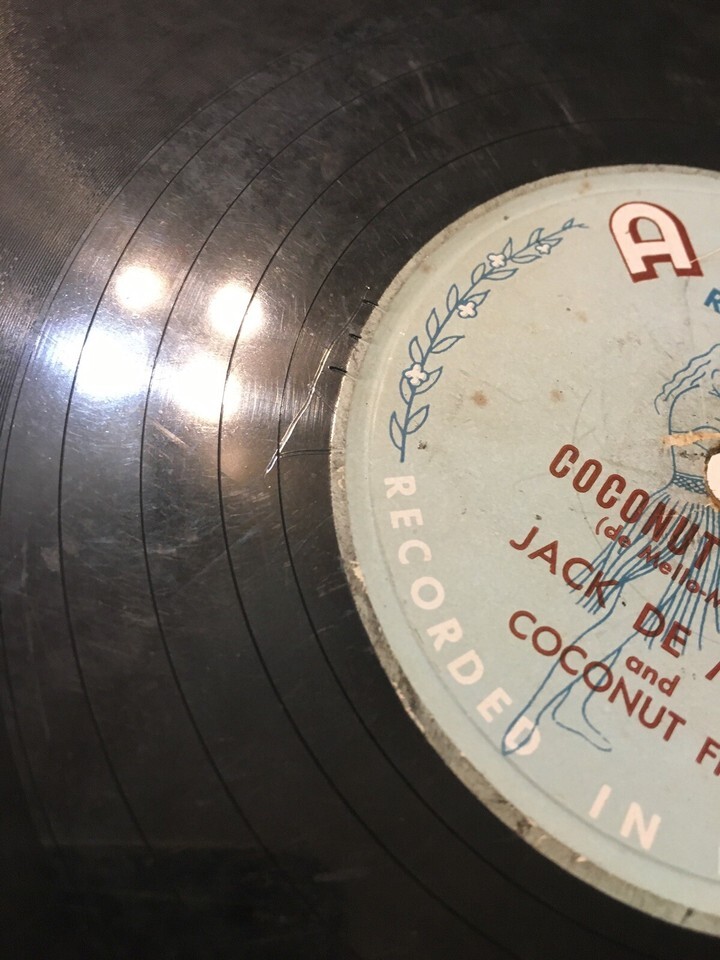 A
COCONUT
(de Mello-
JACK DE
and
COCONUT
RECORDED IN